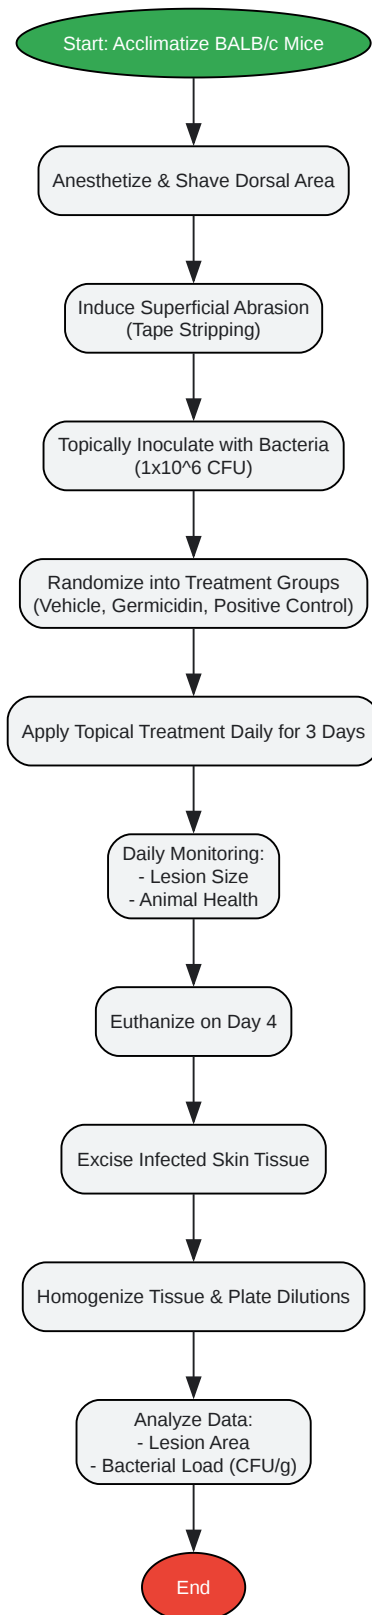 Start: Acclimatize BALB/c Mice
Anesthetize & Shave Dorsal Area
Induce Superficial Abrasion
(Tape Stripping)
Topically Inoculate with Bacteria
(1x10^6 CFU)
Randomize into Treatment Groups
(Vehicle, Germicidin, Positive Control)
Apply Topical Treatment Daily for 3 Days
Daily Monitoring:
- Lesion Size
- Animal Health
Euthanize on Day 4
Excise Infected Skin Tissue
Homogenize Tissue & Plate Dilutions
Analyze Data:
- Lesion Area
- Bacterial Load (CFU/g)
End